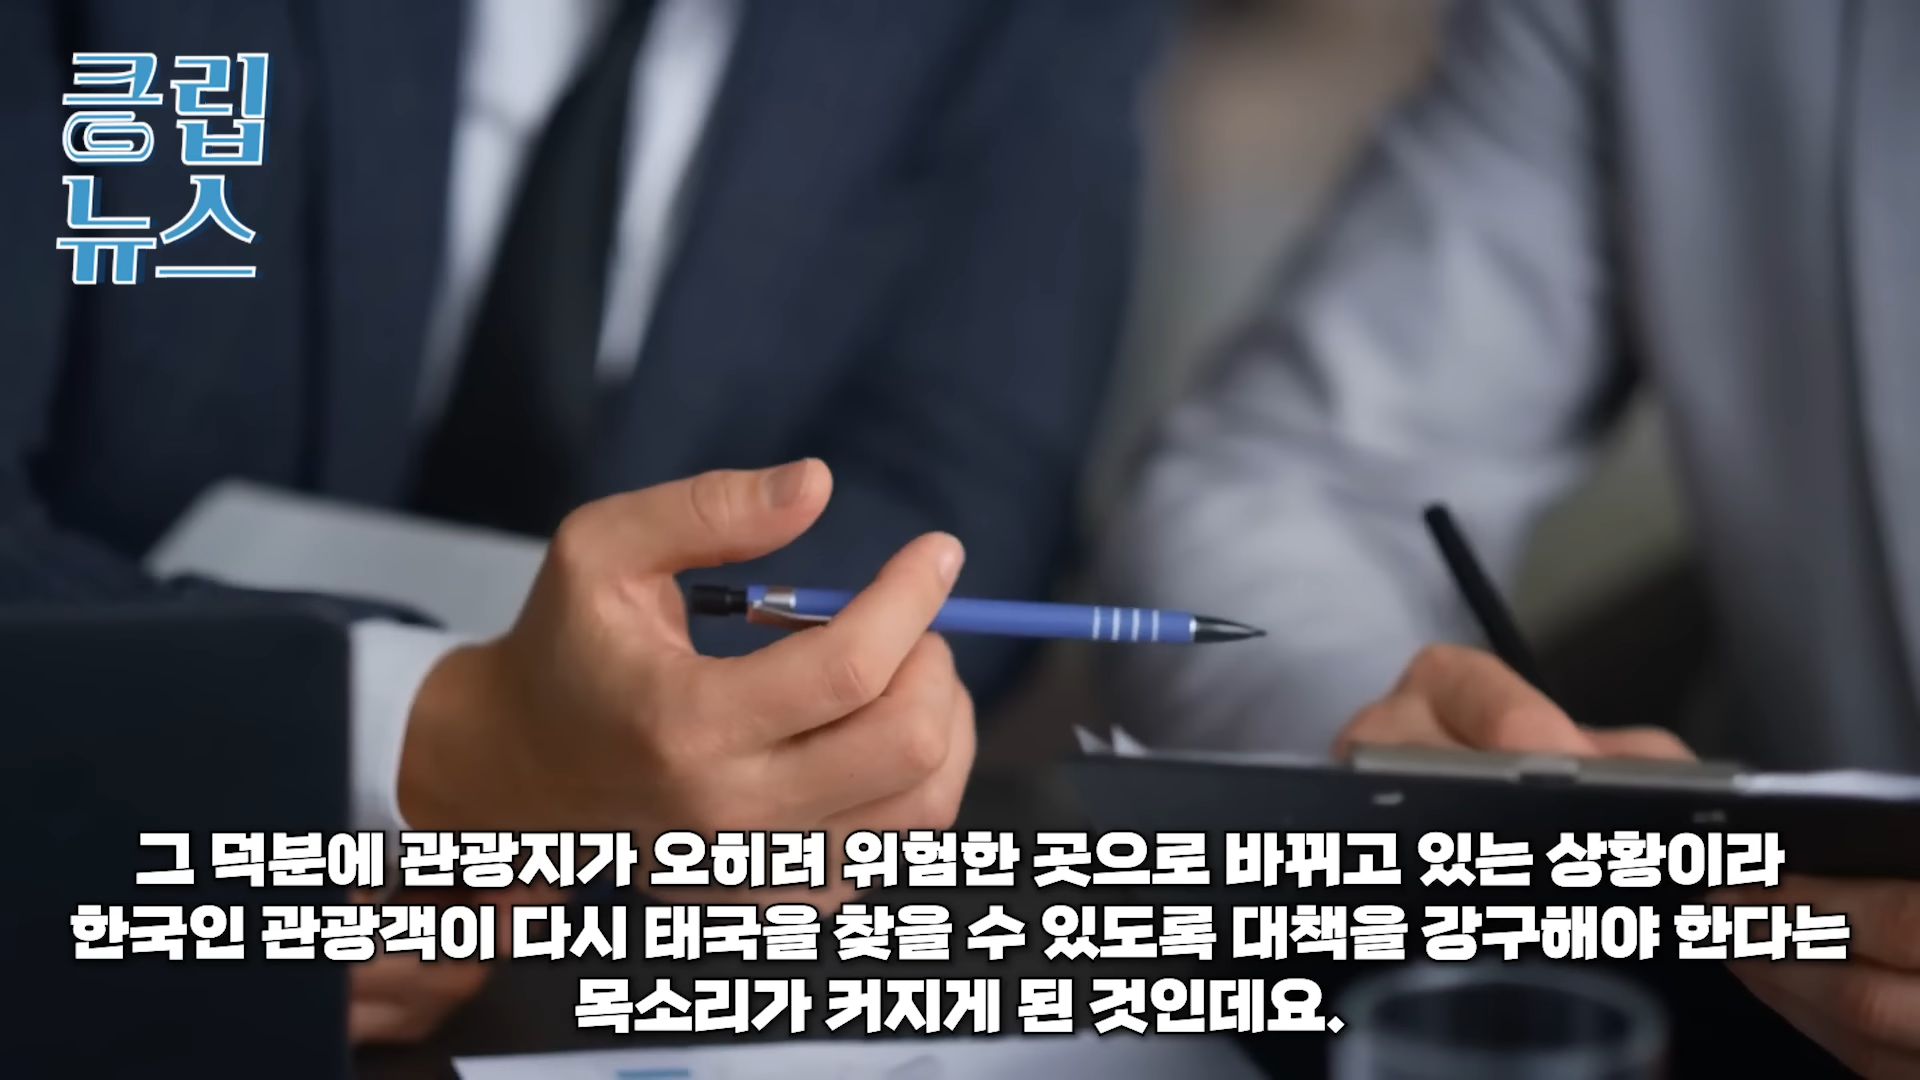 클립
뉴스
그 덕분에 관광지가 오히려 위험한 곳으로 바뀌고 있는 상황이라
한국인 관광객이 다시 태국을 찾을 수 있도록 대책을 강구해야 한다는
목소리가 커지게 된 것인데요.